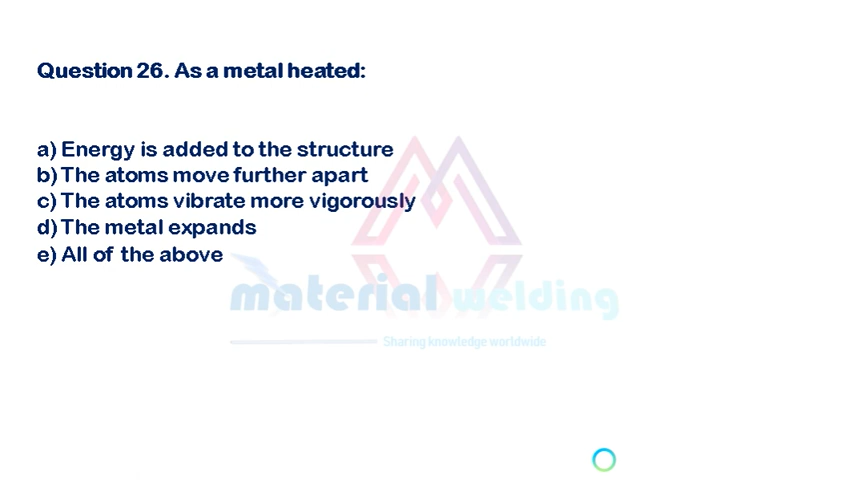 Question 26. As a metal heated:
a) Energy is added to the structure
b) The atoms move further apart
c) The atoms vibrate more vigorously
d) The metal expands
e) All of the above
material welding
Sharing knowledge worldwide